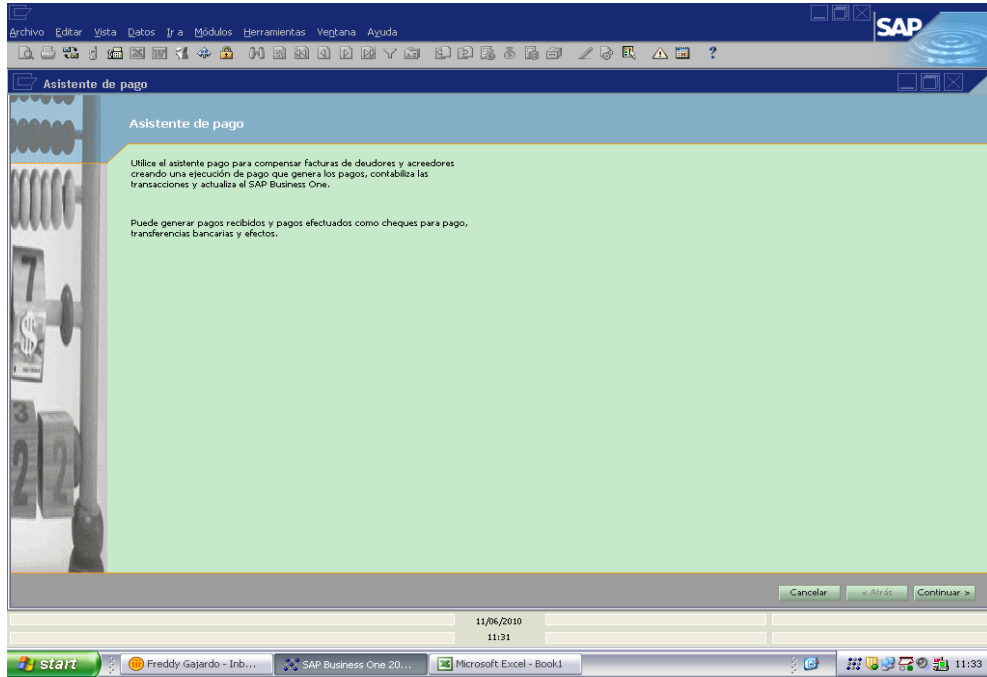 Archivo Editar Vista Datos Ir a Módulos Herramientas Ventana Ayuda
SAP
Asistente de pago
Asistente de pago
Utilice el asistente pago para compensar facturas de deudores y acreedores
creando una ejecución de pago que genera los pagos, contabiliza las
transacciones y actualiza el SAP Business One.
Puede generar pagos recibidos y pagos efectuados como cheques para pago,
transferencias bancarias y efectos.
7
$
3
2 2
Cancelar < Atrás Continuar >
11/06/2010
11:31
start Freddy Gajardo - Inb... SAP Business One 20... Microsoft Excel - Book1 11:33